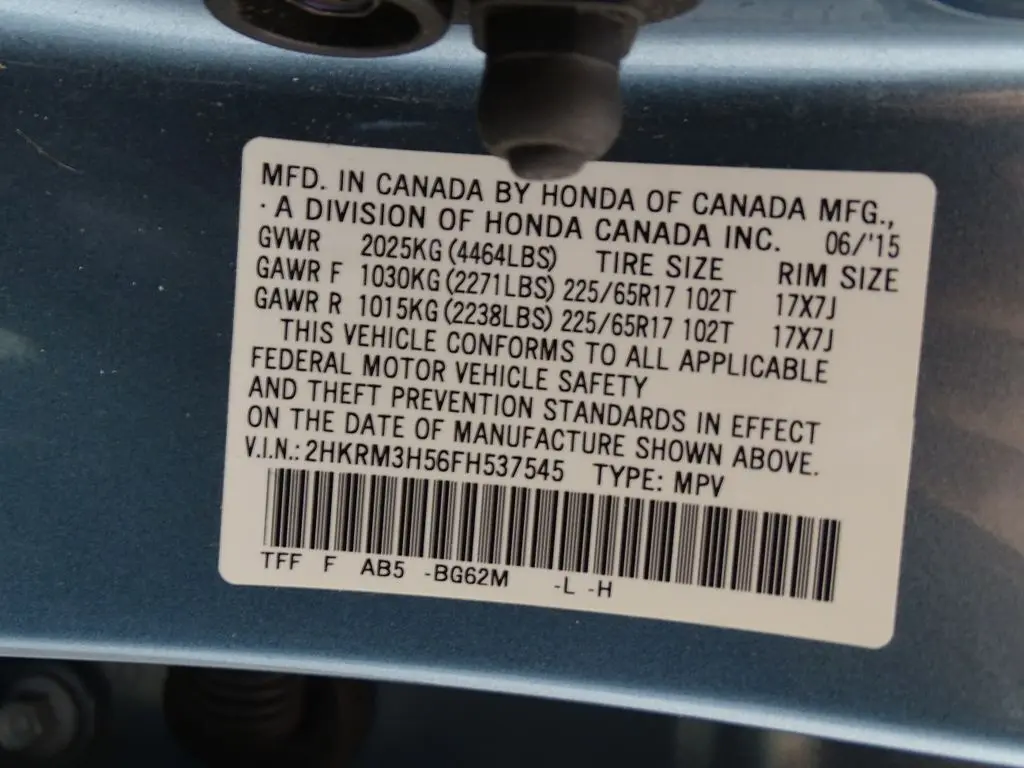 MFD. IN CANADA BY HONDA OF CANADA MFG.,
· A DIVISION OF HONDA CANADA INC. 06/'15
GVWR 2025KG (4464LBS) TIRE SIZE RIM SIZE
GAWR F 1030KG (2271LBS) 225/65R17 102T 17X7J
GAWR R 1015KG (2238LBS) 225/65R17 102T 17X7J
THIS VEHICLE CONFORMS TO ALL APPLICABLE
FEDERAL MOTOR VEHICLE SAFETY
AND THEFT PREVENTION STANDARDS IN EFFECT
ON THE DATE OF MANUFACTURE SHOWN ABOVE.
V.I.N.: 2HKRM3H56FH537545 TYPE: MPV
TFF F AB5 -BG62M -L -H